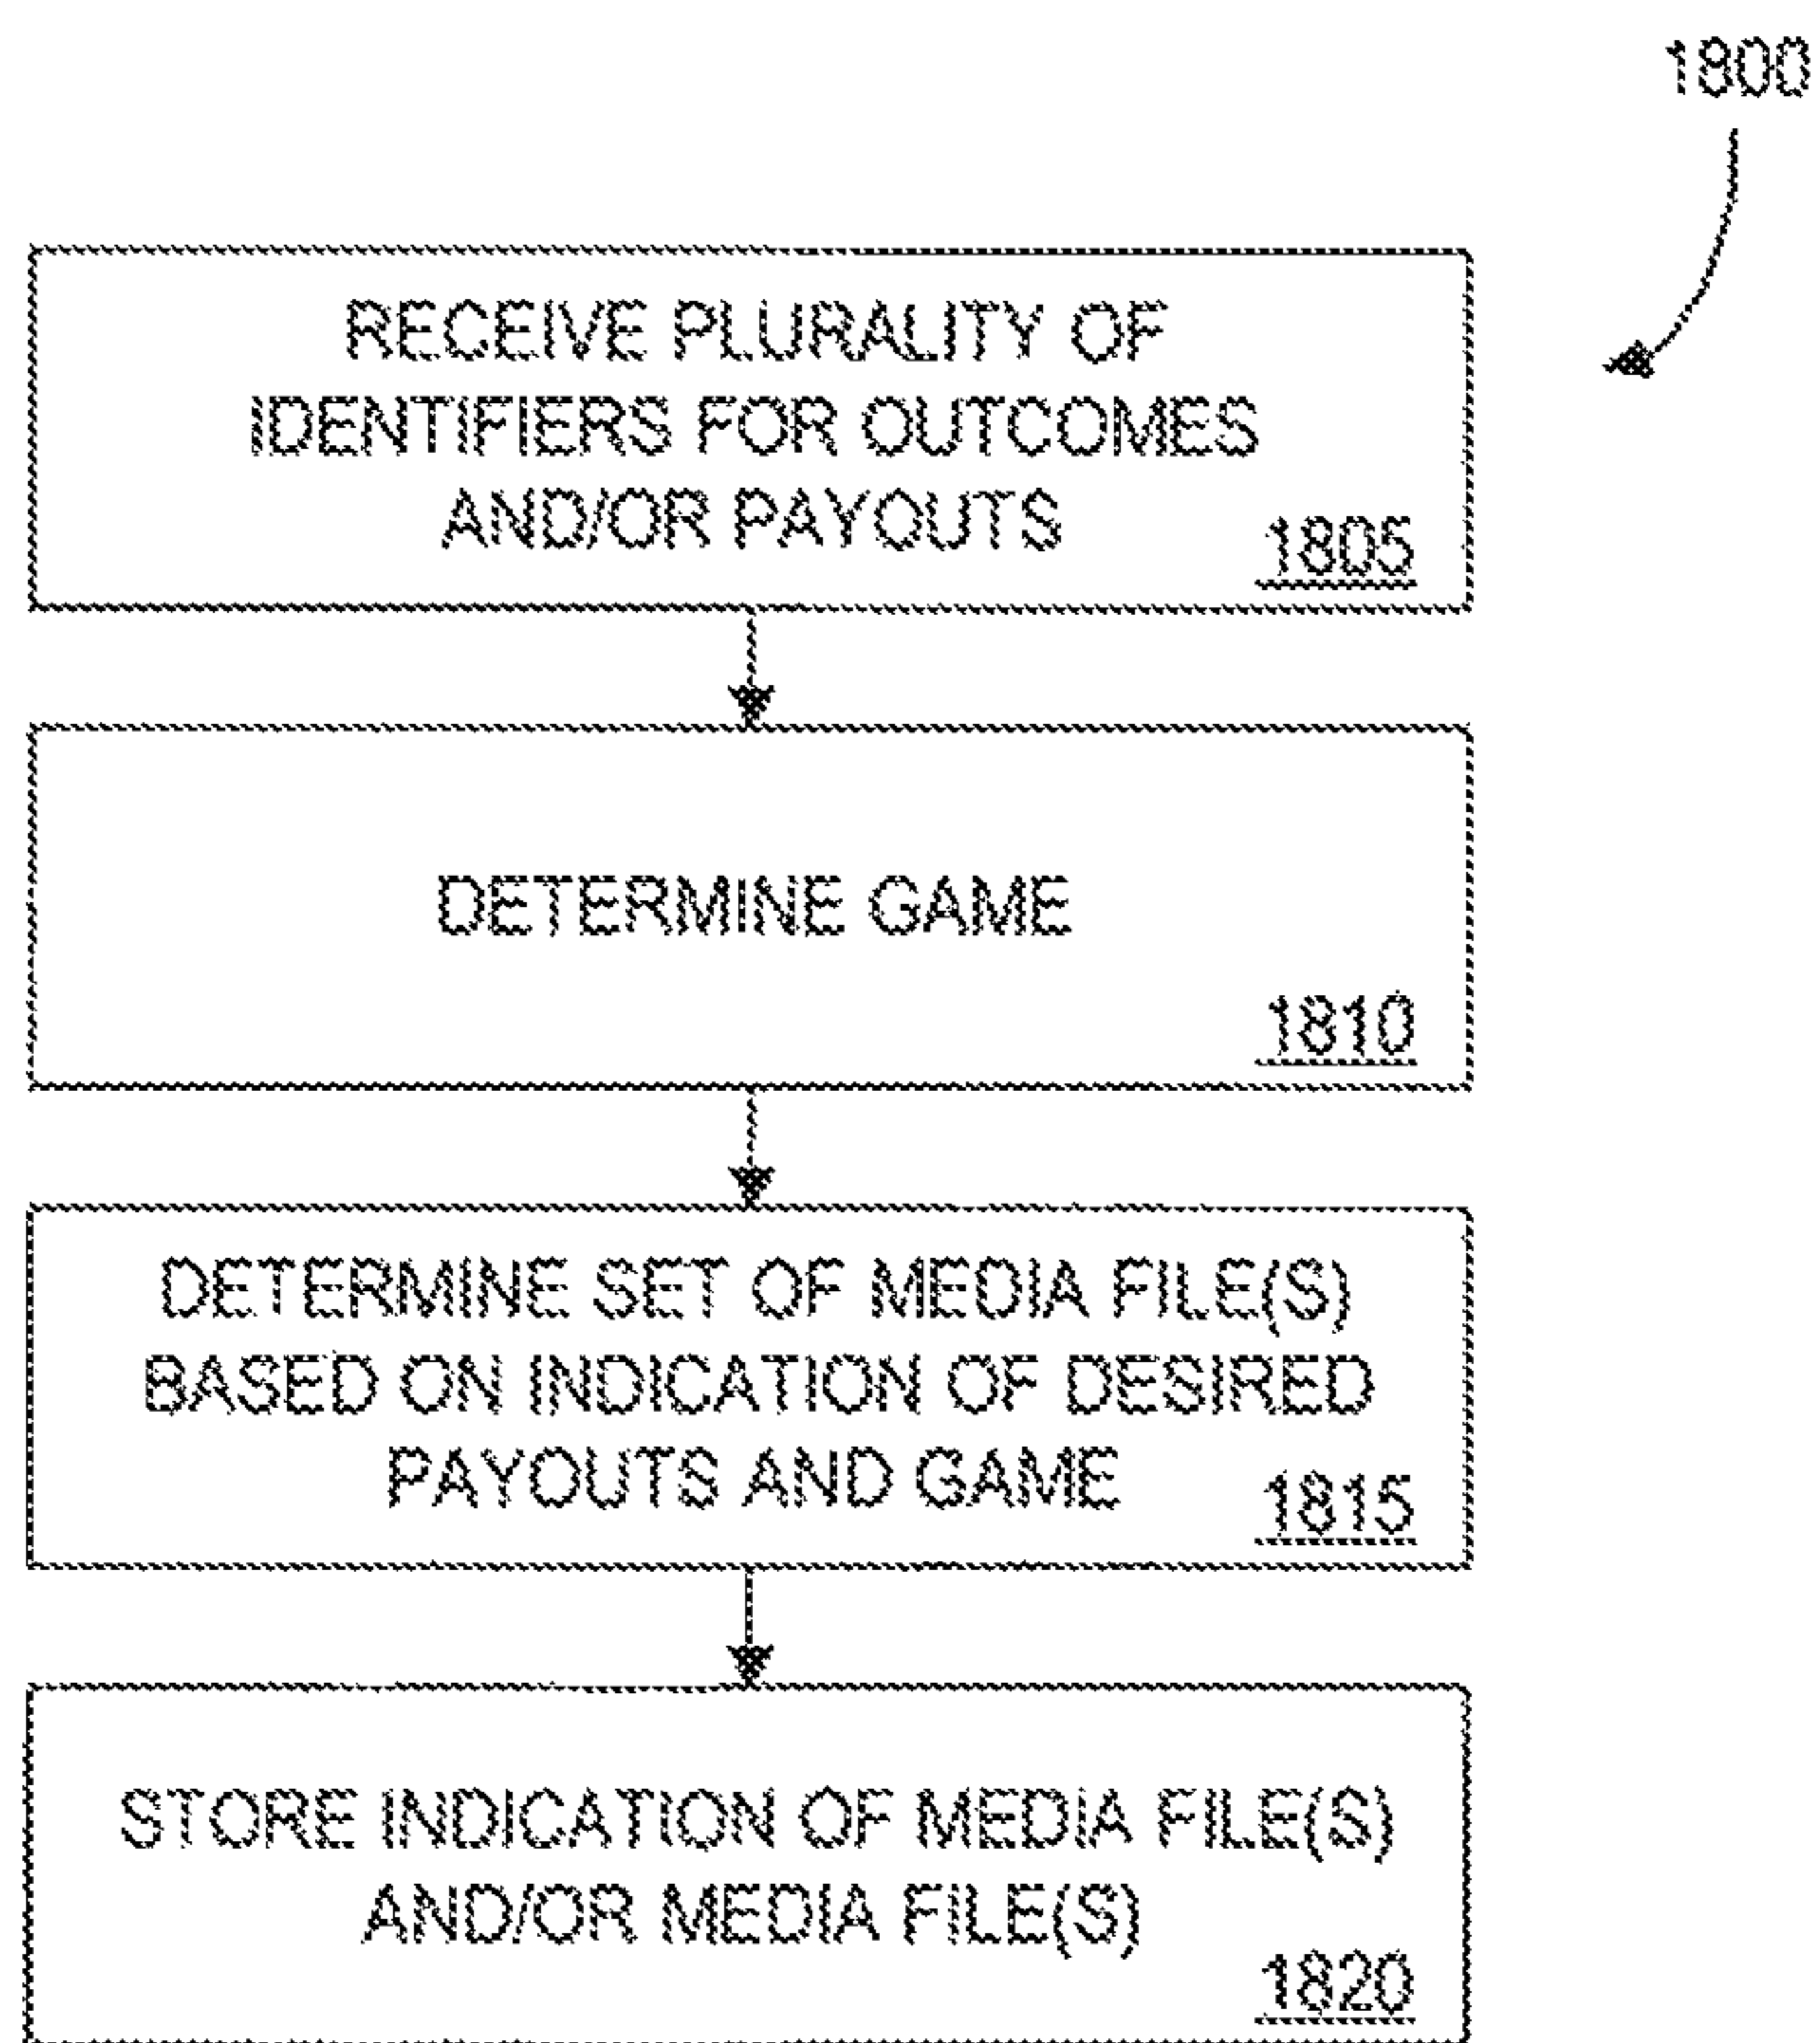 1800
RECEIVE PLURALITY OF
IDENTIFIERS FOR OUTCOMES
AND/OR PAYOUTS
1805
DETERMINE GAME
1810
DETERMINE SET OF MEDIA FILE(S)
BASED ON INDICATION OF DESIRED
PAYOUTS AND GAME
1815
STORE INDICATION OF MEDIA FILE(S)
AND/OR MEDIA FILE(S)
1820